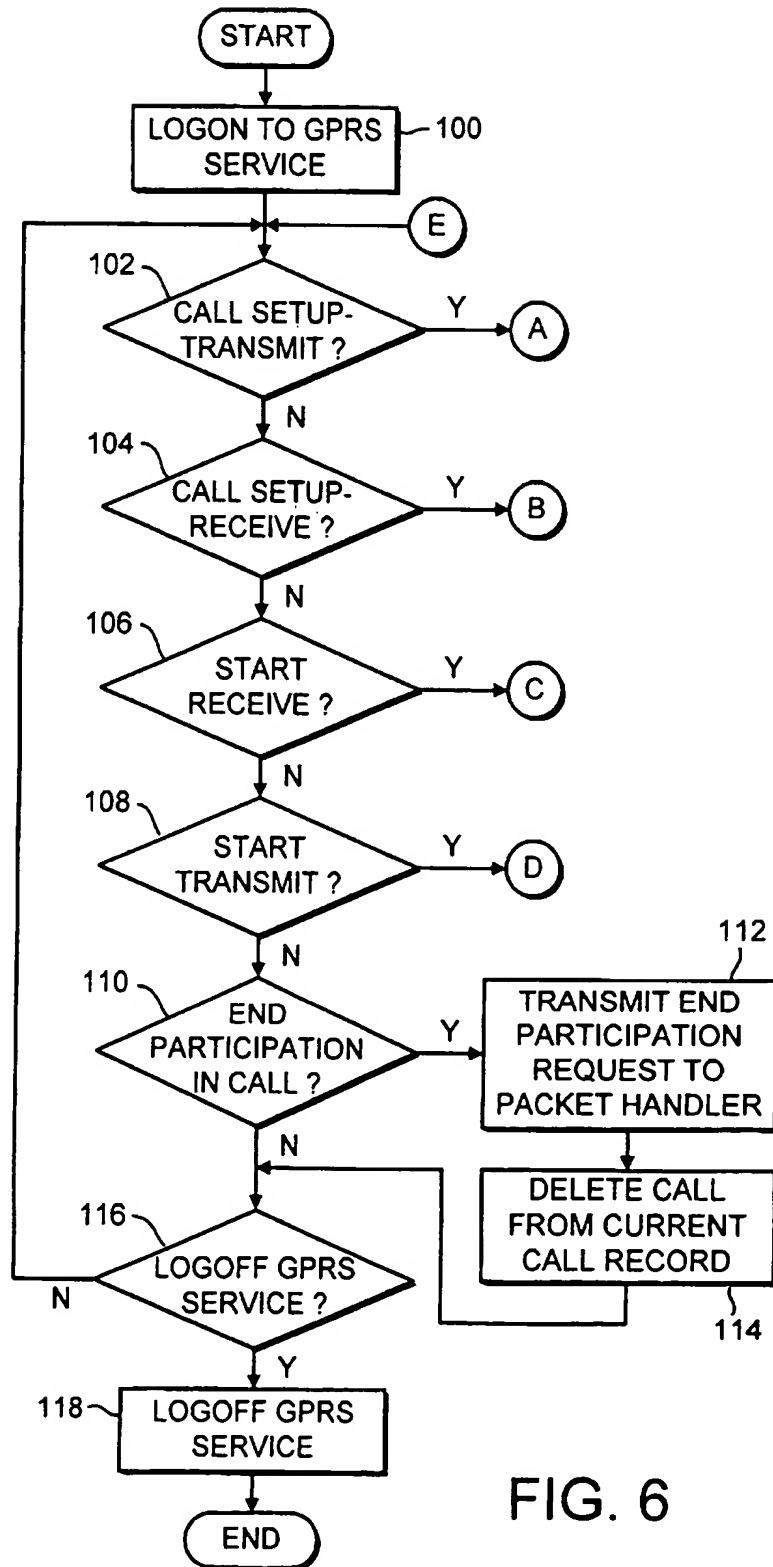 START
LOGON TO GPRS
SERVICE
100
E
102
CALL SETUP-
TRANSMIT ?
Y
A
N
104
CALL SETUP-
RECEIVE ?
Y
B
N
106
START
RECEIVE ?
Y
C
N
108
START
TRANSMIT ?
Y
D
N
110
END
PARTICIPATION
IN CALL ?
Y
112
TRANSMIT END
PARTICIPATION
REQUEST TO
PACKET HANDLER
N
DELETE CALL
FROM CURRENT
CALL RECORD
114
116
LOGOFF GPRS
SERVICE ?
N
Y
118
LOGOFF GPRS
SERVICE
END
FIG. 6